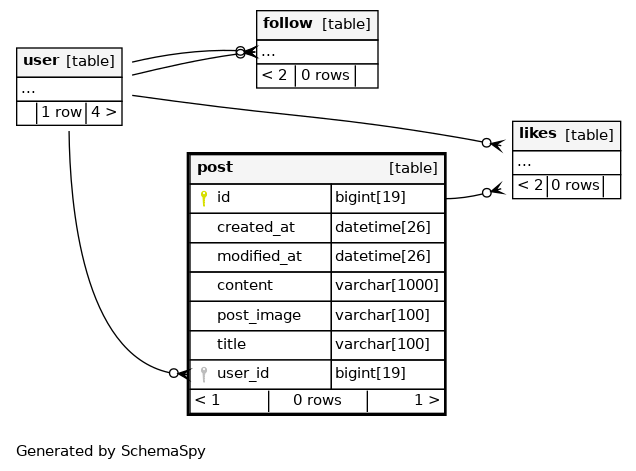 follow [table]
...
< 2 0 rows
user [table]
...
1 row 4 >
likes [table]
...
< 2 0 rows
post [table]
id bigint[19]
created_at datetime[26]
modified_at datetime[26]
content varchar[1000]
post_image varchar[100]
title varchar[100]
user_id bigint[19]
< 1 0 rows 1 >
Generated by SchemaSpy